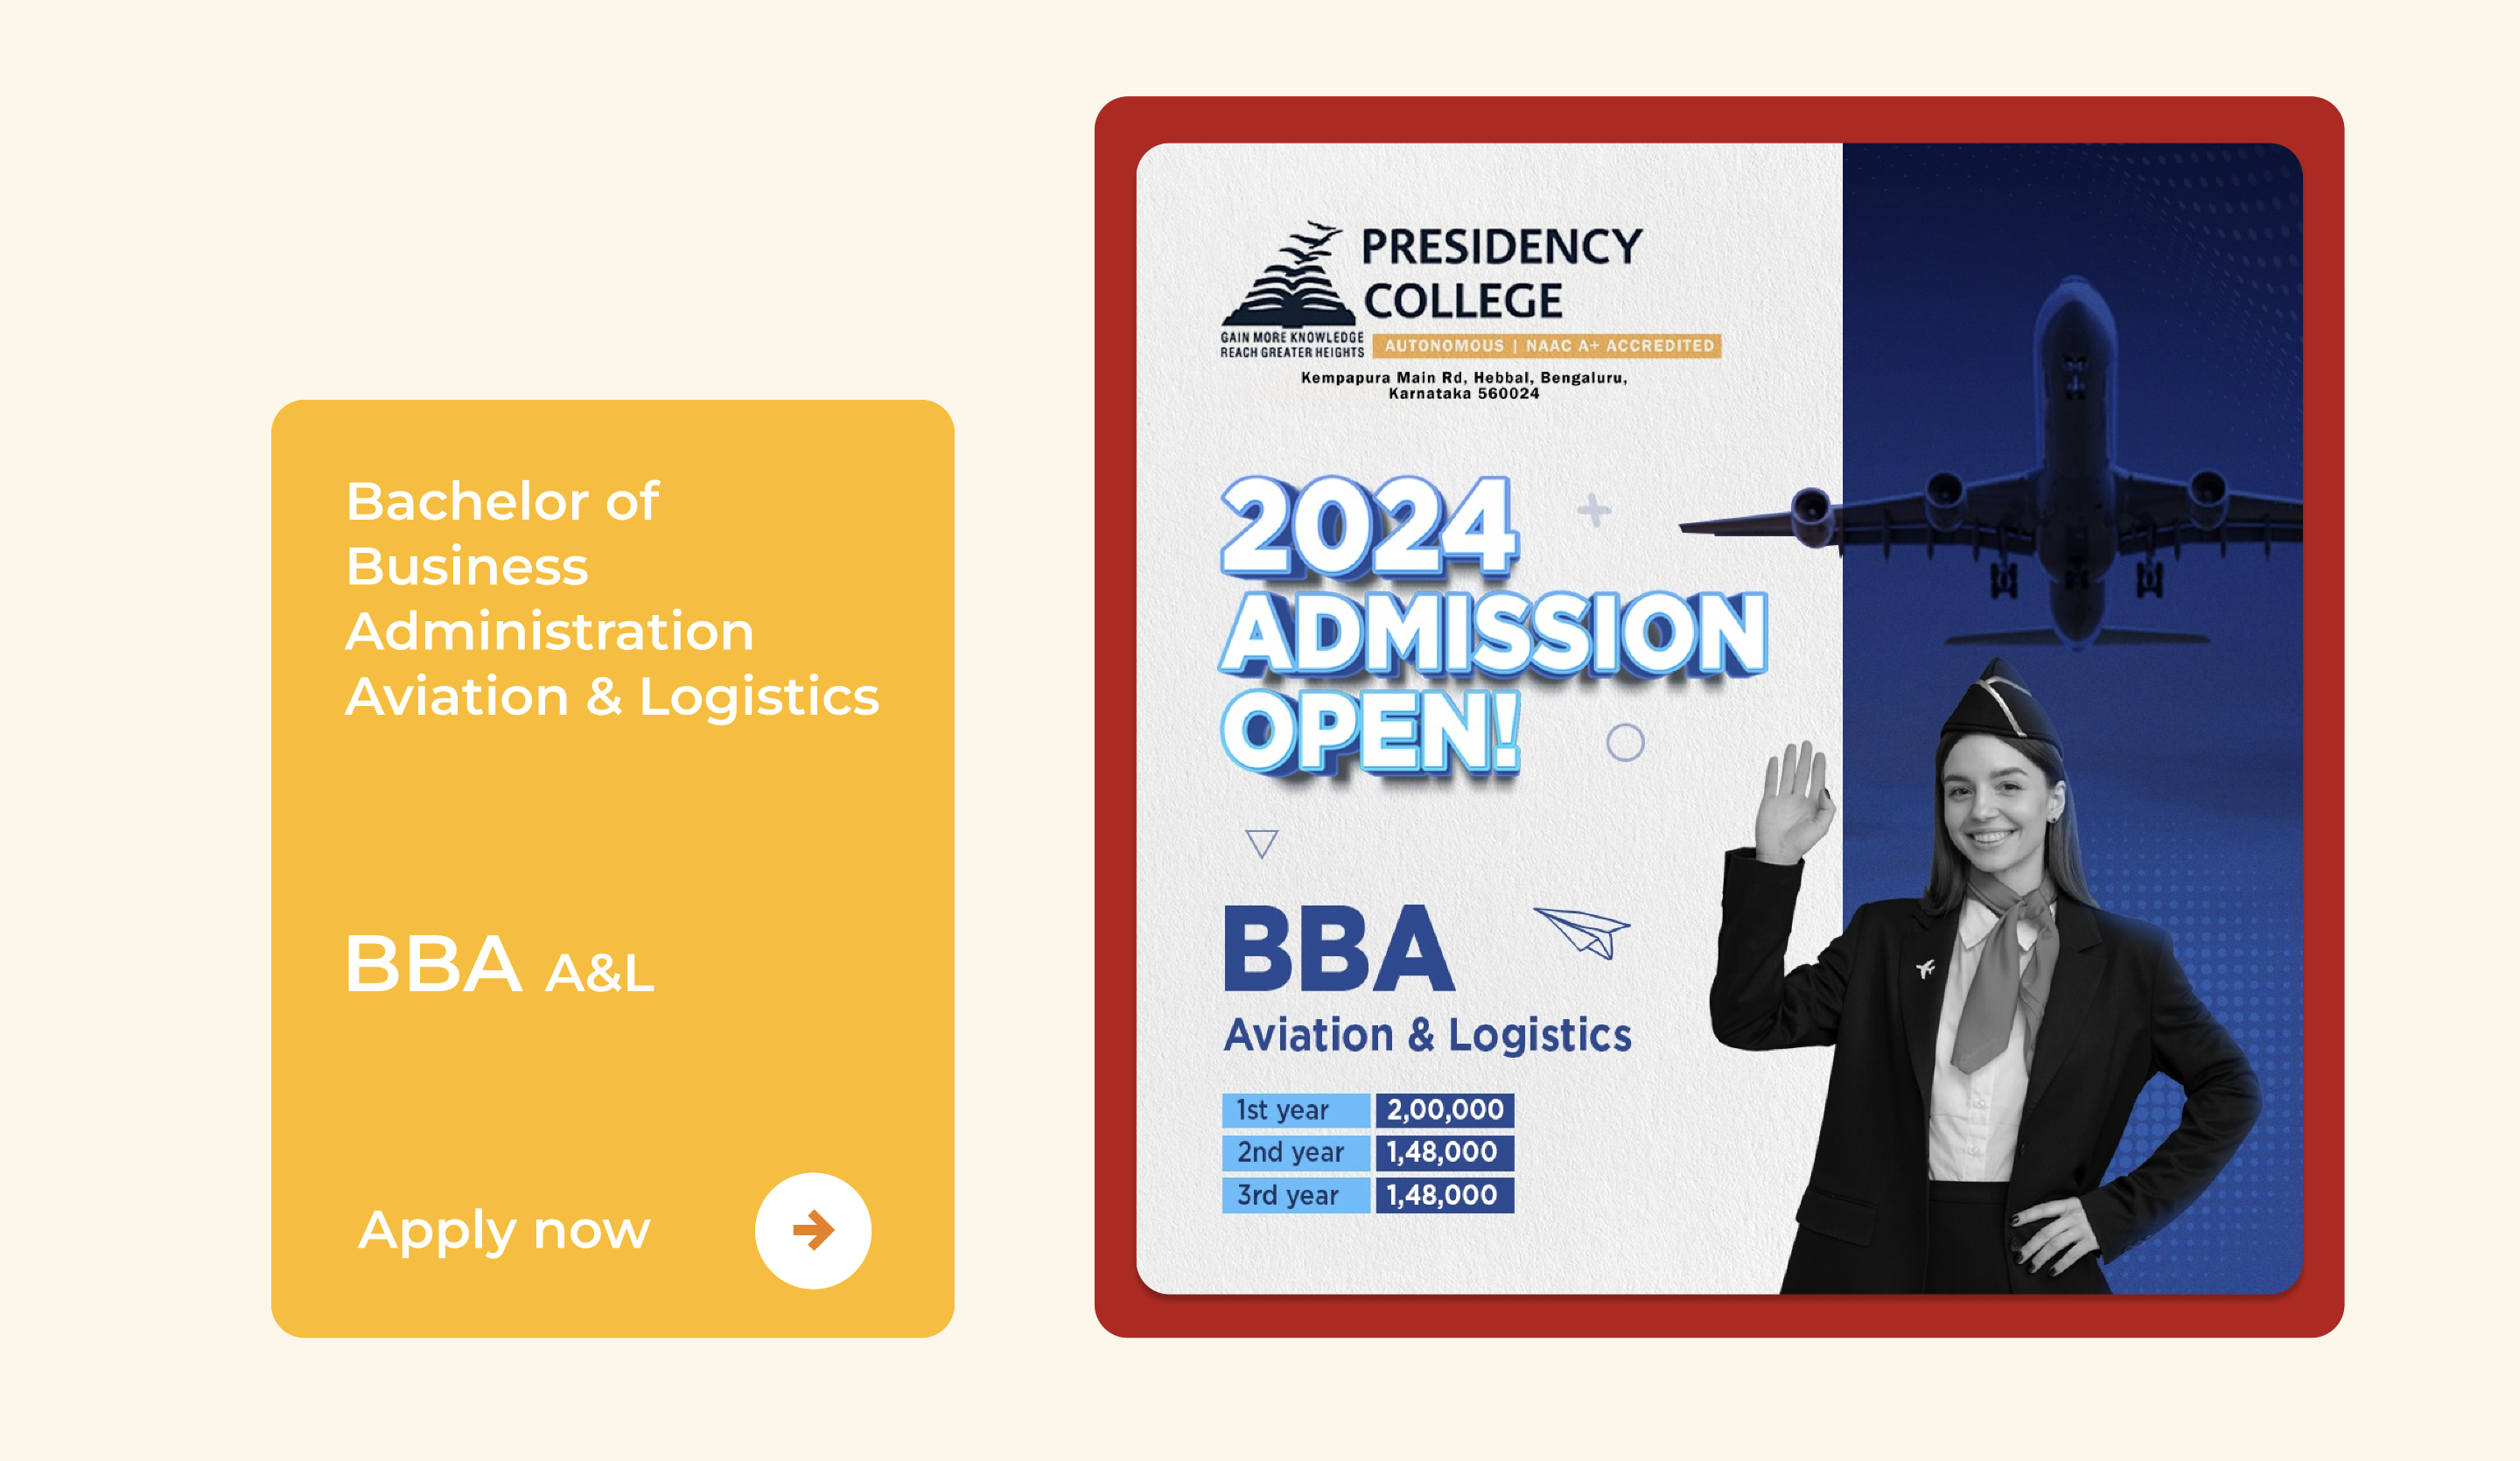 Bachelor of
Business
Administration
Aviation & Logistics
BBA A&L
Apply now
PRESIDENCY
COLLEGE
GAIN MORE KNOWLEDGE
REACH GREATER HEIGHTS
AUTONOMOUS | NAAC A+ ACCREDITED
Kempapura Main Rd, Hebbal, Bengaluru,
Karnataka 560024
2024
ADMISSION
OPEN!
BBA
Aviation & Logistics
1st year 2,00,000
2nd year 1,48,000
3rd year 1,48,000